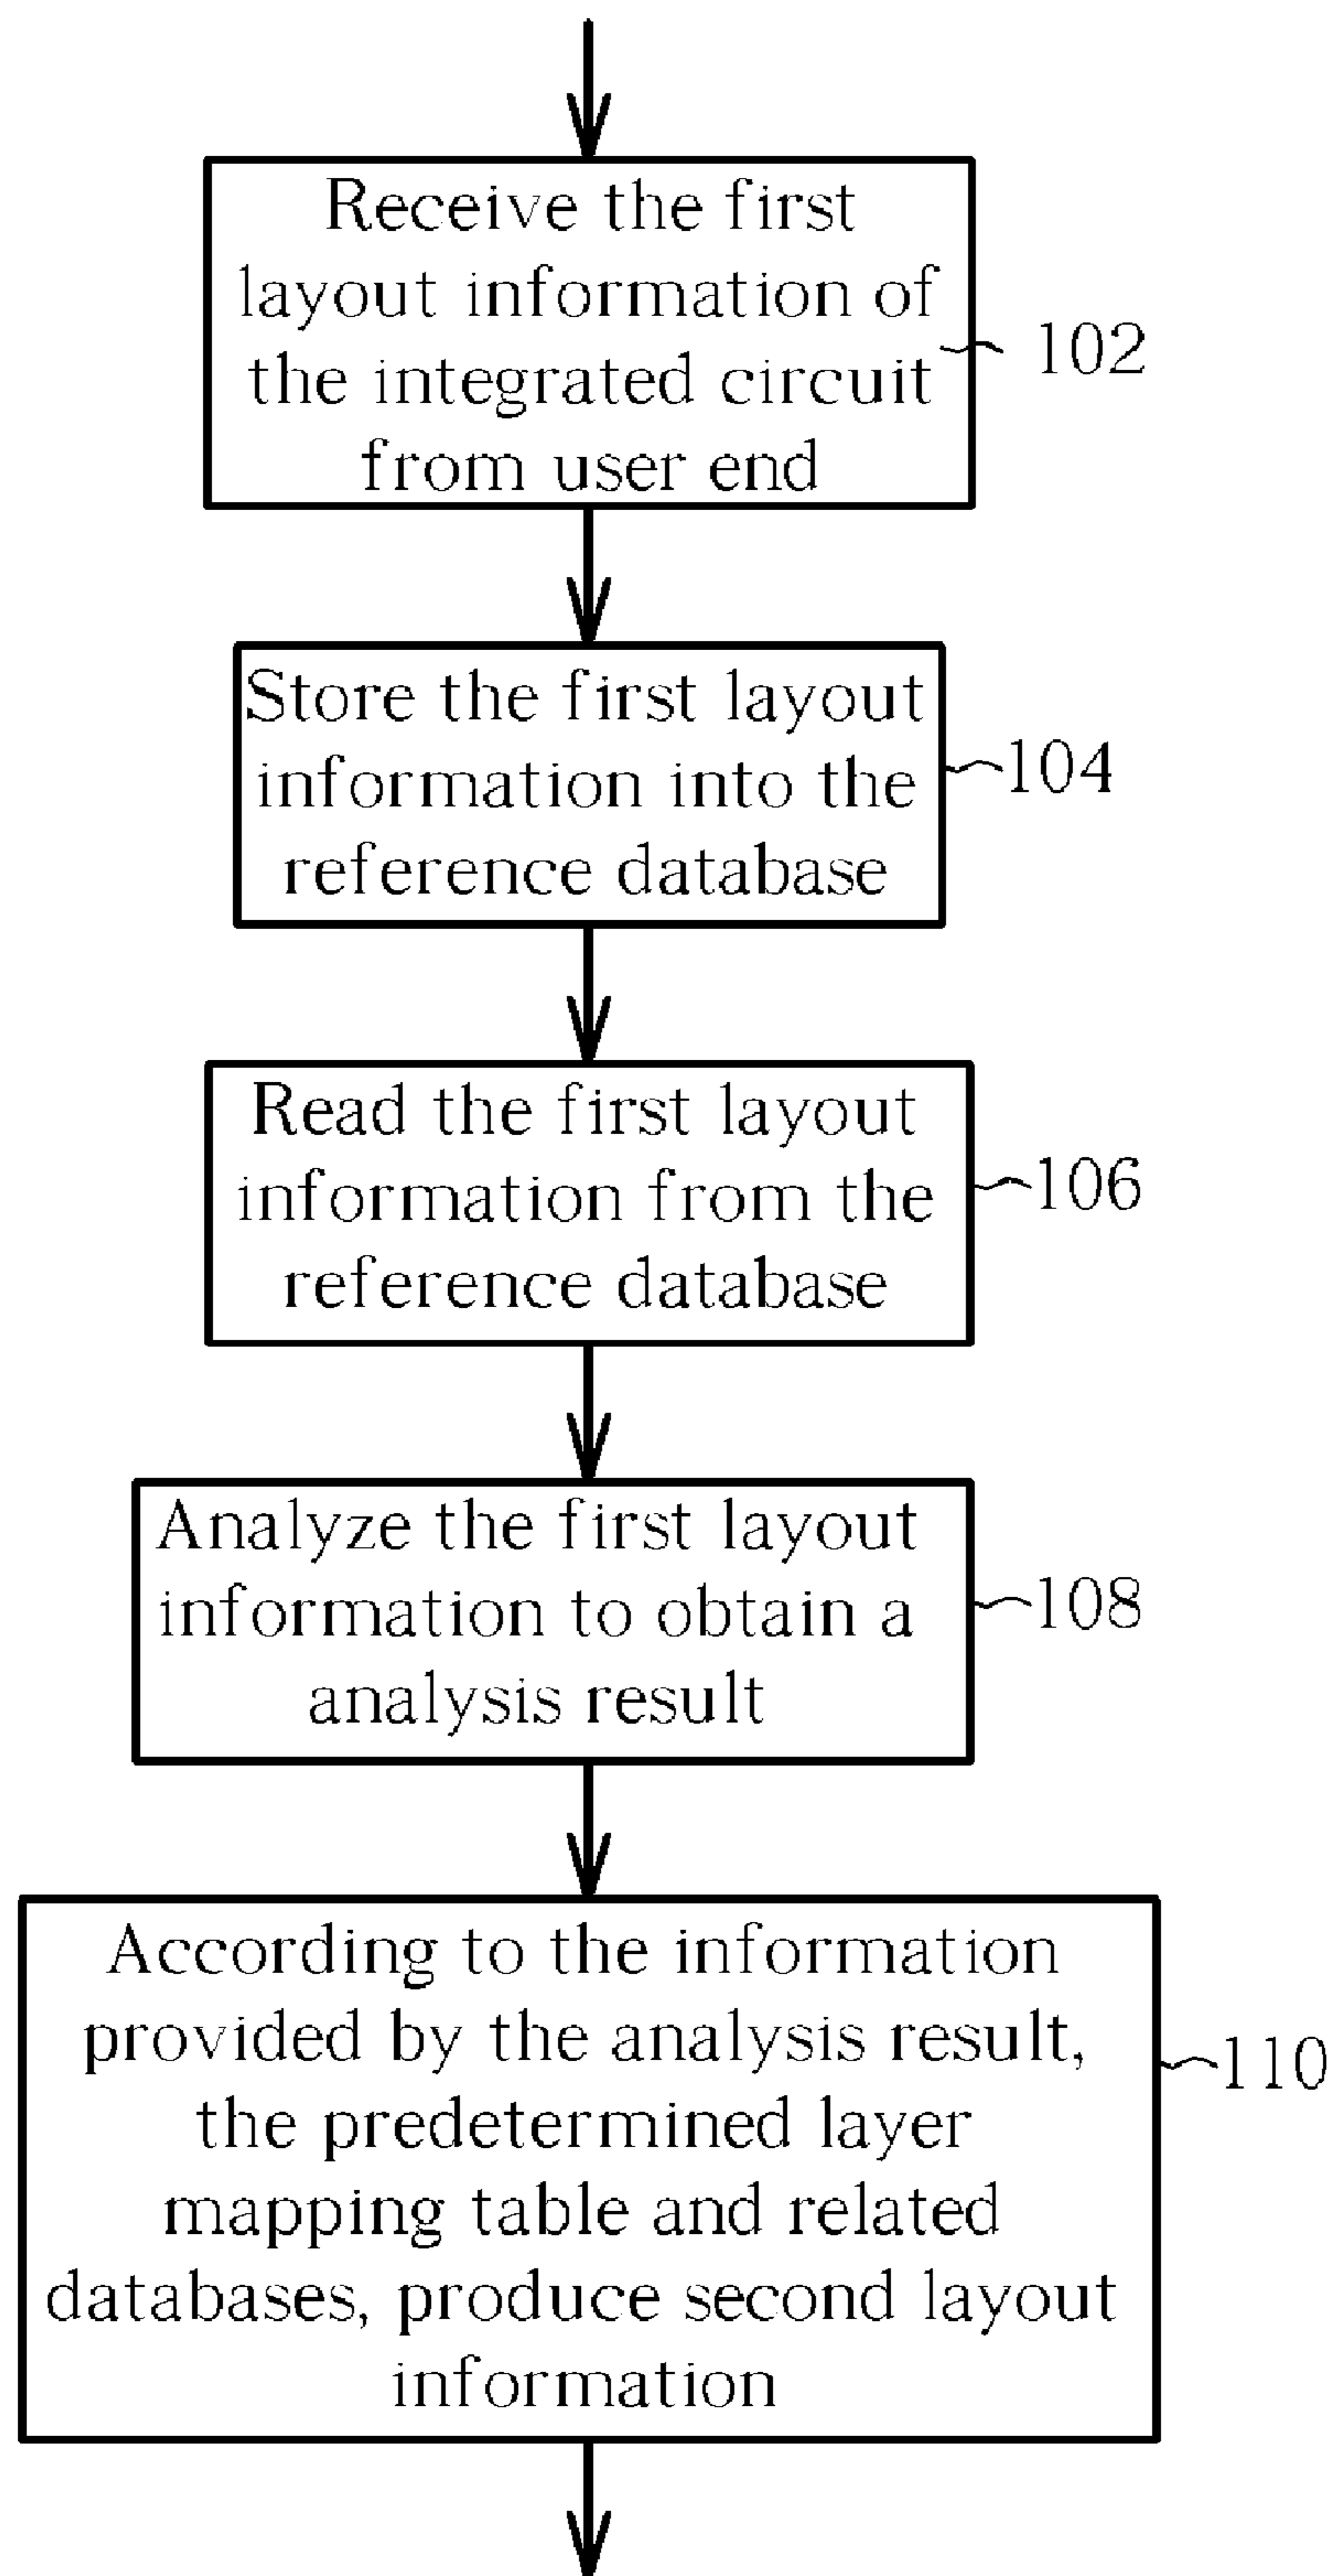 Receive the first
layout information of
the integrated circuit
from user end
102
Store the first layout
information into the
reference database
104
Read the first layout
information from the
reference database
106
Analyze the first layout
information to obtain a
analysis result
108
According to the information
provided by the analysis result,
the predetermined layer
mapping table and related
databases, produce second layout
information
110